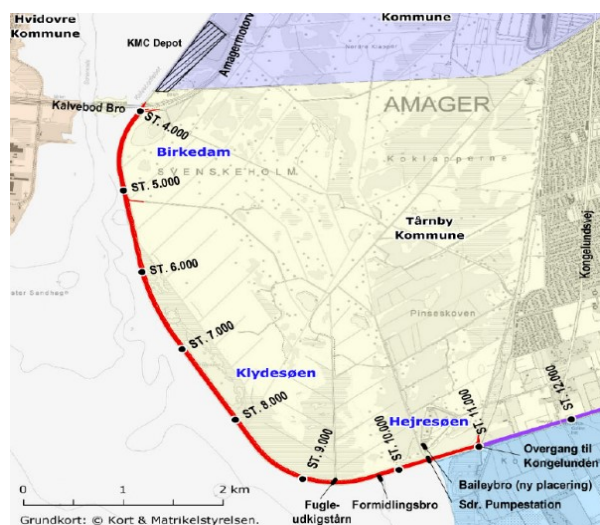 Hvidovre
Kommune
Kommune
KMC Depot
Amagermotorv
Kalvebod Bro
ST. 4.000
AMAGER
Birkedam
Koklapperne
SVENSKEHOLM
ST. 5.000
Tårnby
Kommune
Kongelundsvej
ST. 6.000
Pinseskoven
ST. 7.000
Klydesøen
ST. 8.000
Hejresøen
ST. 9.000
ST. 10.000
ST. 11.000
ST. 12.000
Overgang til
Kongelunden
Baileybro (ny placering)
Sdr. Pumpestation
Fugle-
udkigstårn
Formidlingsbro
0 1 2 km
Grundkort: © Kort & Matrikelstyrelsen.